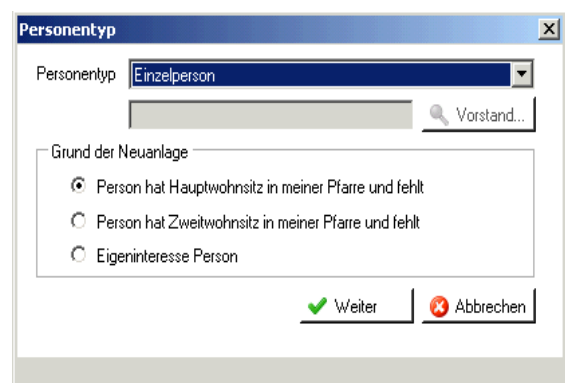 Personentyp
Personentyp Einzelperson
Vorstand...
Grund der Neuanlage
Person hat Hauptwohnsitz in meiner Pfarre und fehlt
Person hat Zweitwohnsitz in meiner Pfarre und fehlt
Eigeninteresse Person
Weiter Abbrechen